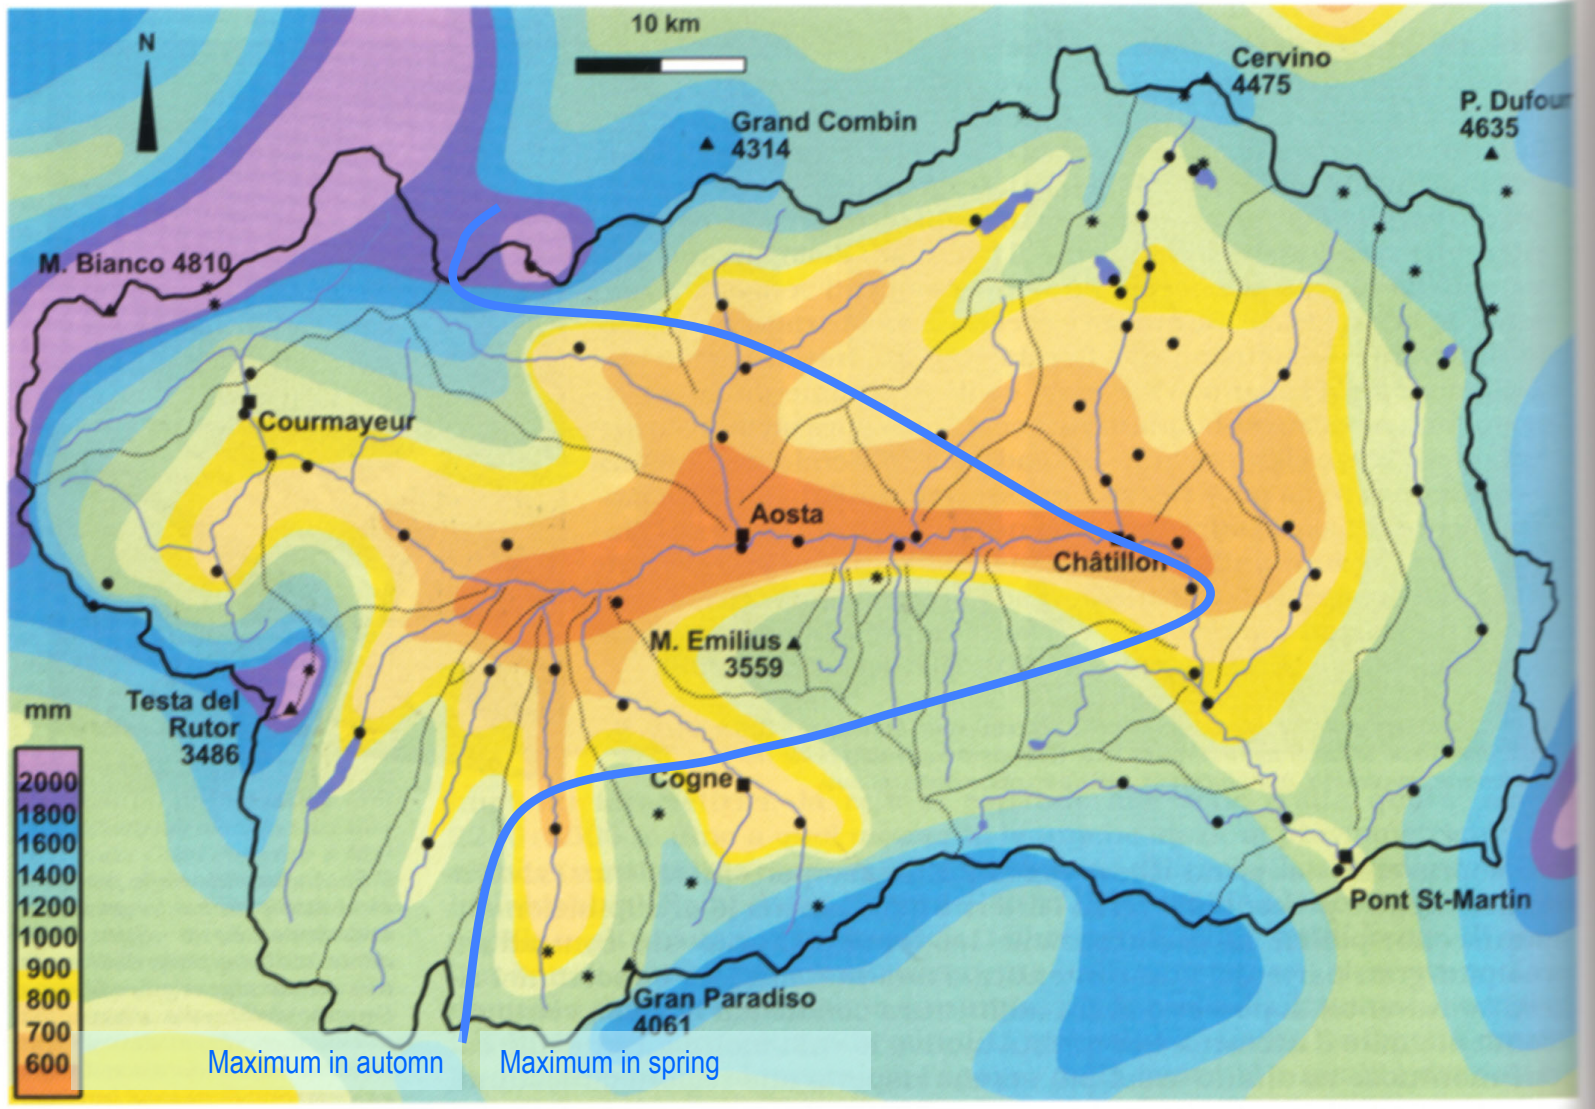 10 km
N
Cervino
4475
P. Dufour
4635
Grand Combin
4314
M. Bianco 4810
Courmayeur
Aosta
Châtillon
M. Emilius
3559
Testa del
Rutor
3486
mm
2000
1800
1600
1400
1200
1000
900
800
700
600
Cogne
Pont St-Martin
Gran Paradiso
4061
Maximum in automn
Maximum in spring